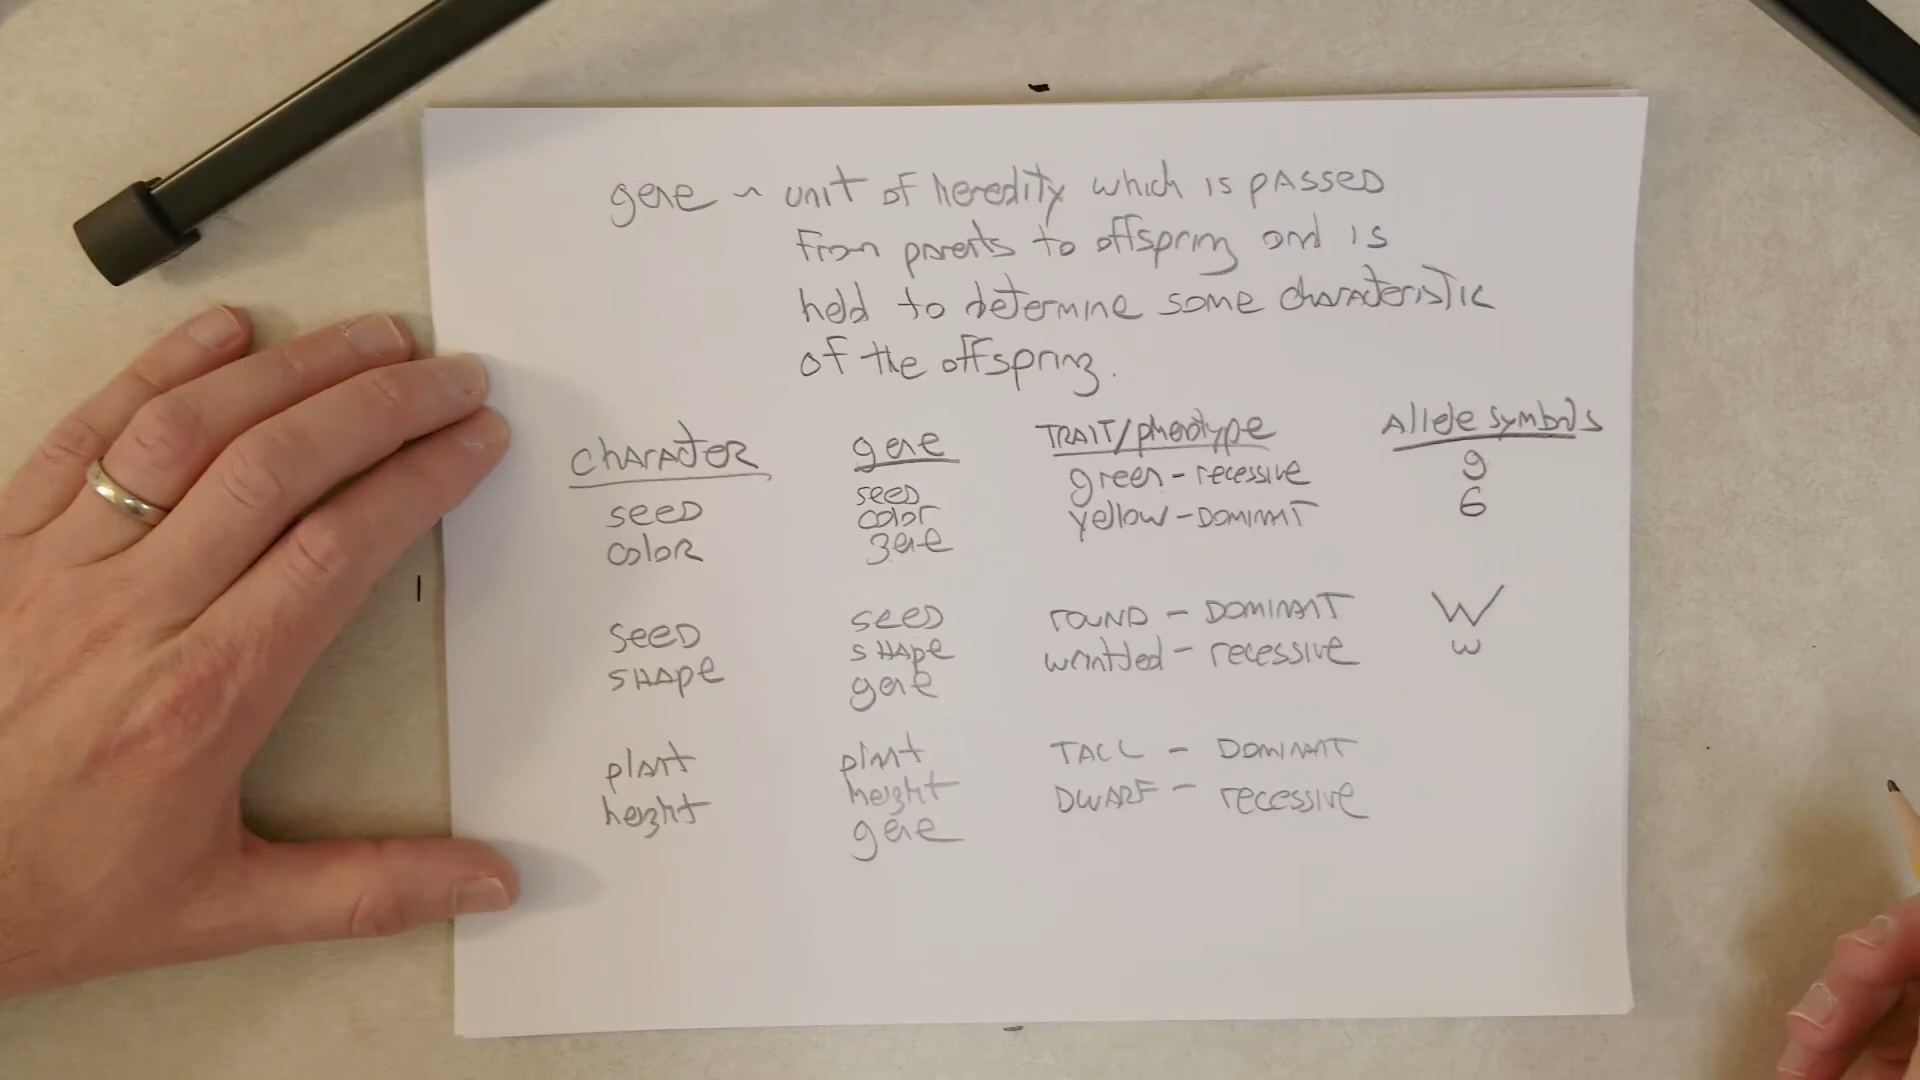 gene ~ unit of heredity which is passed
from parents to offspring and is
held to determine some characteristic
of the offspring.
character gene TRAIT/phenotype Allele symbols
seed color
seed color gene
green - recessive g
yellow - DOMINANT G
seed shape
seed shape gene
round - DOMINANT W
wrinkled - recessive w
plant height
plant height gene
TALL - DOMINANT
DWARF - recessive